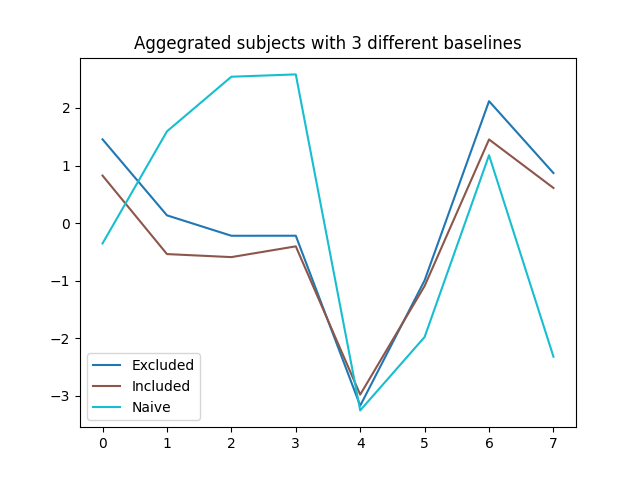 Aggegrated subjects with 3 different baselines
2
1
0
−1
−2
−3
Excluded
Included
Naive
0 1 2 3 4 5 6 7